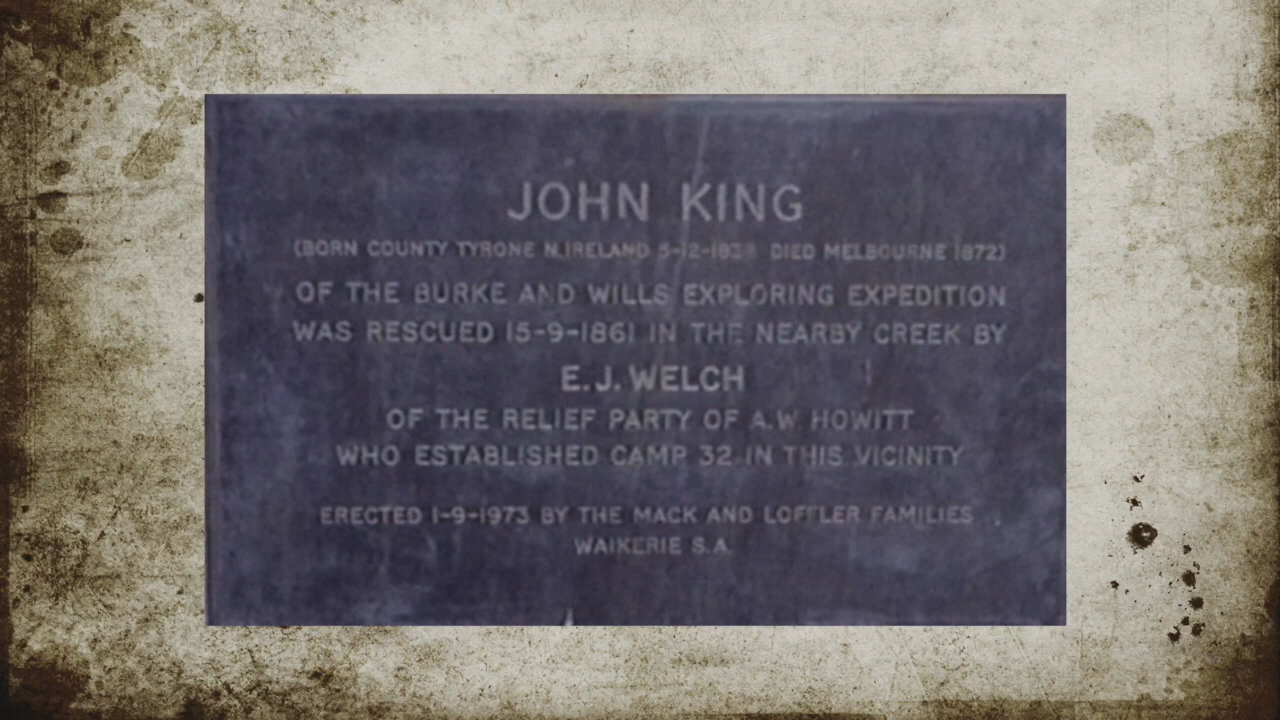 JOHN KING
(BORN COUNTY TYRONE N.IRELAND DIED MELBOURNE 1872)
OF THE BURKE AND WILLS EXPLORING EXPEDITION
WAS RESCUED 15-9-1861 IN THE NEARBY CREEK BY
E.J. WELCH
OF THE RELIEF PARTY OF A.W HOWITT
WHO ESTABLISHED CAMP 32 IN THIS VICINITY
ERECTED 1-9-1973 BY THE MACK AND LOFFLER FAMILIES
WAIKERIE S.A.